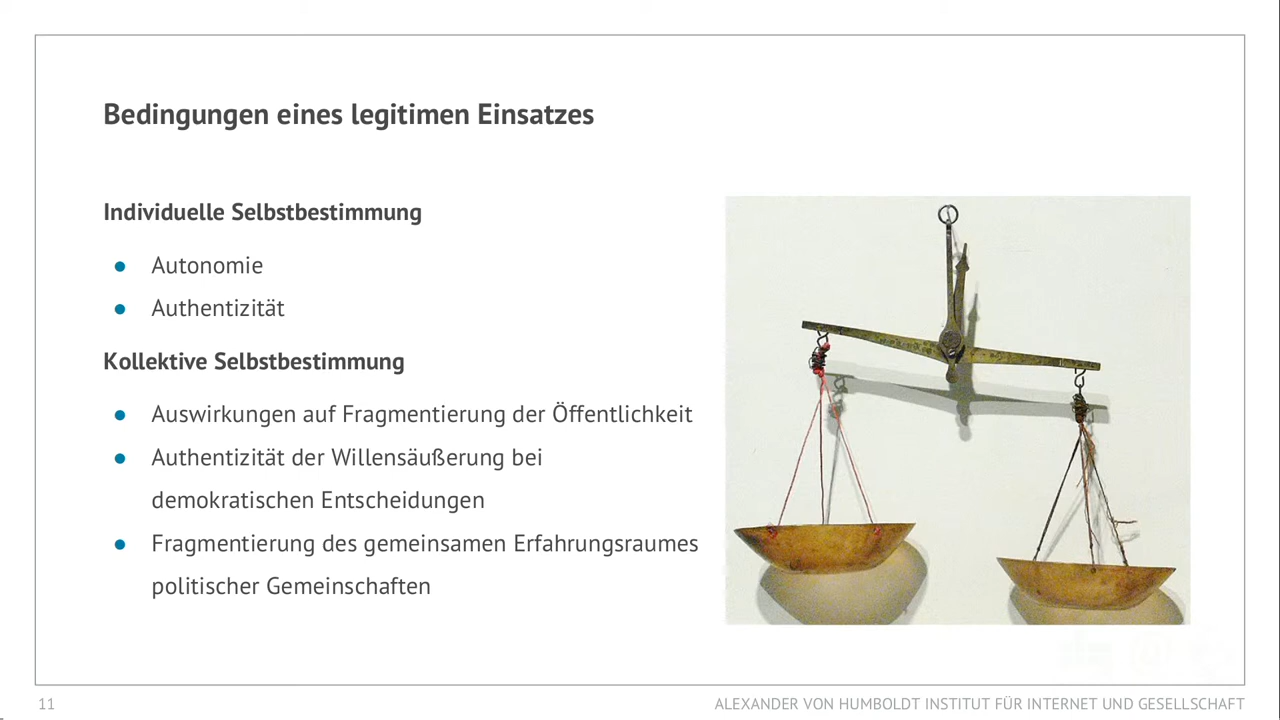 Bedingungen eines legitimen Einsatzes
Individuelle Selbstbestimmung
● Autonomie
● Authentizität
Kollektive Selbstbestimmung
● Auswirkungen auf Fragmentierung der Öffentlichkeit
● Authentizität der Willensäußerung bei
demokratischen Entscheidungen
● Fragmentierung des gemeinsamen Erfahrungsraumes
politischer Gemeinschaften
11
ALEXANDER VON HUMBOLDT INSTITUT FÜR INTERNET UND GESELLSCHAFT